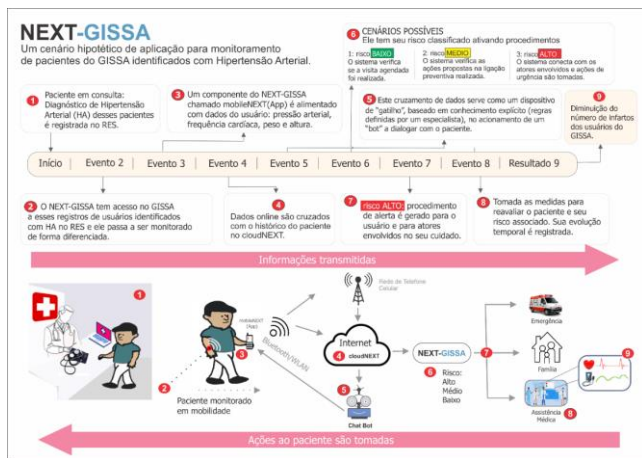 NEXT-GISSA
Um cenário hipotético de aplicação para monitoramento
de pacientes do GISSA identificados com Hipertensão Arterial.
6
CENÁRIOS POSSÍVEIS
Ele tem seu risco classificado ativando procedimentos
1: risco BAIXO
O sistema verifica
se a visita agendada
foi realizada.
2: risco MEDIO
O sistema verifica as
ações propostas na ligação
preventiva realizada.
3: risco ALTO
O sistema conecta com os
atores envolvidos e ações de
urgência são tomadas.
1
Paciente em consulta:
Diagnóstico de Hipertensão
Arterial (HA) desses pacientes
é registrada no RES.
3
Um componente do NEXT-GISSA
chamado mobileNEXT(App) é alimentado
com dados do usuário: pressão arterial,
frequência cardíaca, peso e altura.
5
Este cruzamento de dados serve como um dispositivo
de "gatilho", baseado em conhecimento explícito (regras
definidas por um especialista), no acionamento de um
"bot" a dialogar com o paciente.
9
Diminuição do
número de infartos
dos usuários do
GISSA.
Início
Evento 2
Evento 3
Evento 4
Evento 5
Evento 6
Evento 7
Evento 8
Resultado 9
2
O NEXT-GISSA tem acesso no GISSA
a esses registros de usuários identificados
com HA no RES e ele passa a ser monitorado
de forma diferenciada.
4
Dados online são cruzados
com o histórico do paciente
no cloudNEXT.
7
risco ALTO: procedimento
de alerta é gerado para o
usuário e para atores
envolvidos no seu cuidado.
8
Tomada as medidas para
reavaliar o paciente e seu
risco associado. Sua evolução
temporal é registrada.
Informações transmitidas
1
mobileNEXT
(App)
3
Bluetooth/WLAN
2
Paciente monitorado
em mobilidade
Rede de Telefone
Celular
Internet
4 cloudNEXT
5
Chat Bot
NEXT-GISSA
6
Risco:
Alto
Médio
Baixo
7
Emergência
Família
Assistência
Médica
8
9
Ações ao paciente são tomadas